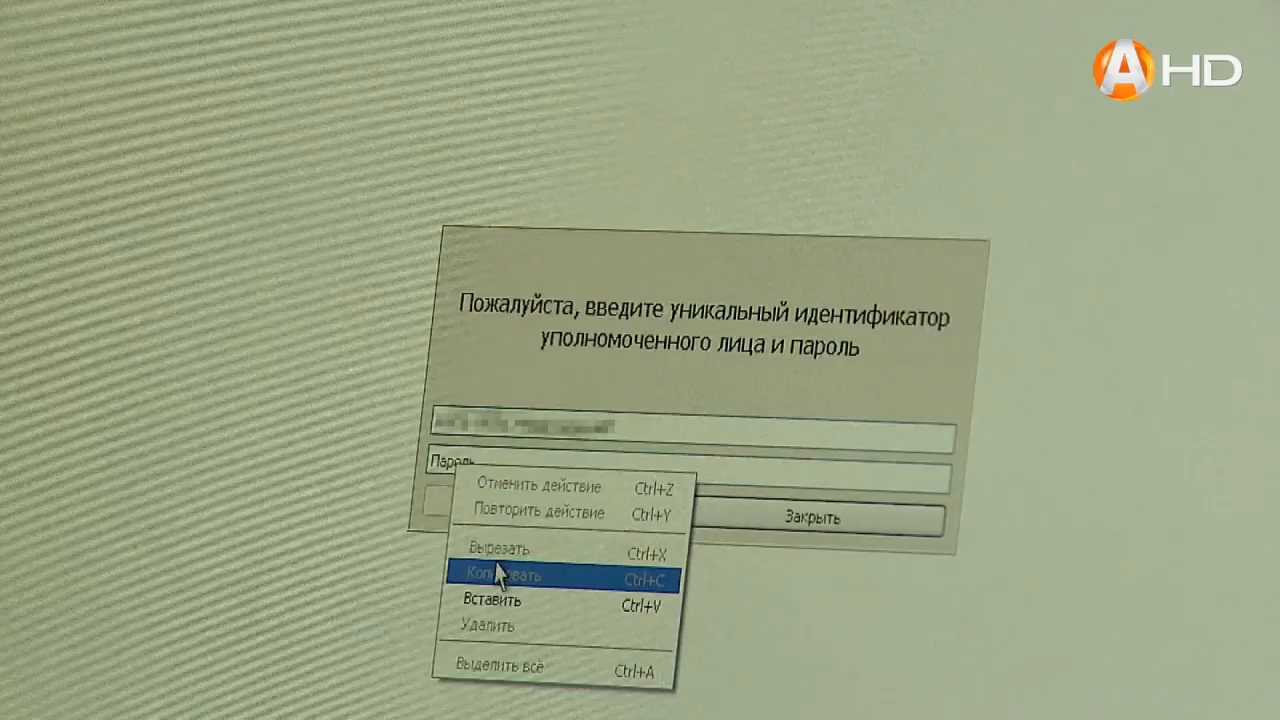 A HD
Пожалуйста, введите уникальный идентификатор
уполномоченного лица и пароль
Пароль
Закрыть
Отменить действие Ctrl+Z
Повторить действие Ctrl+Y
Вырезать Ctrl+X
Копировать Ctrl+C
Вставить Ctrl+V
Удалить
Выделить всё Ctrl+A